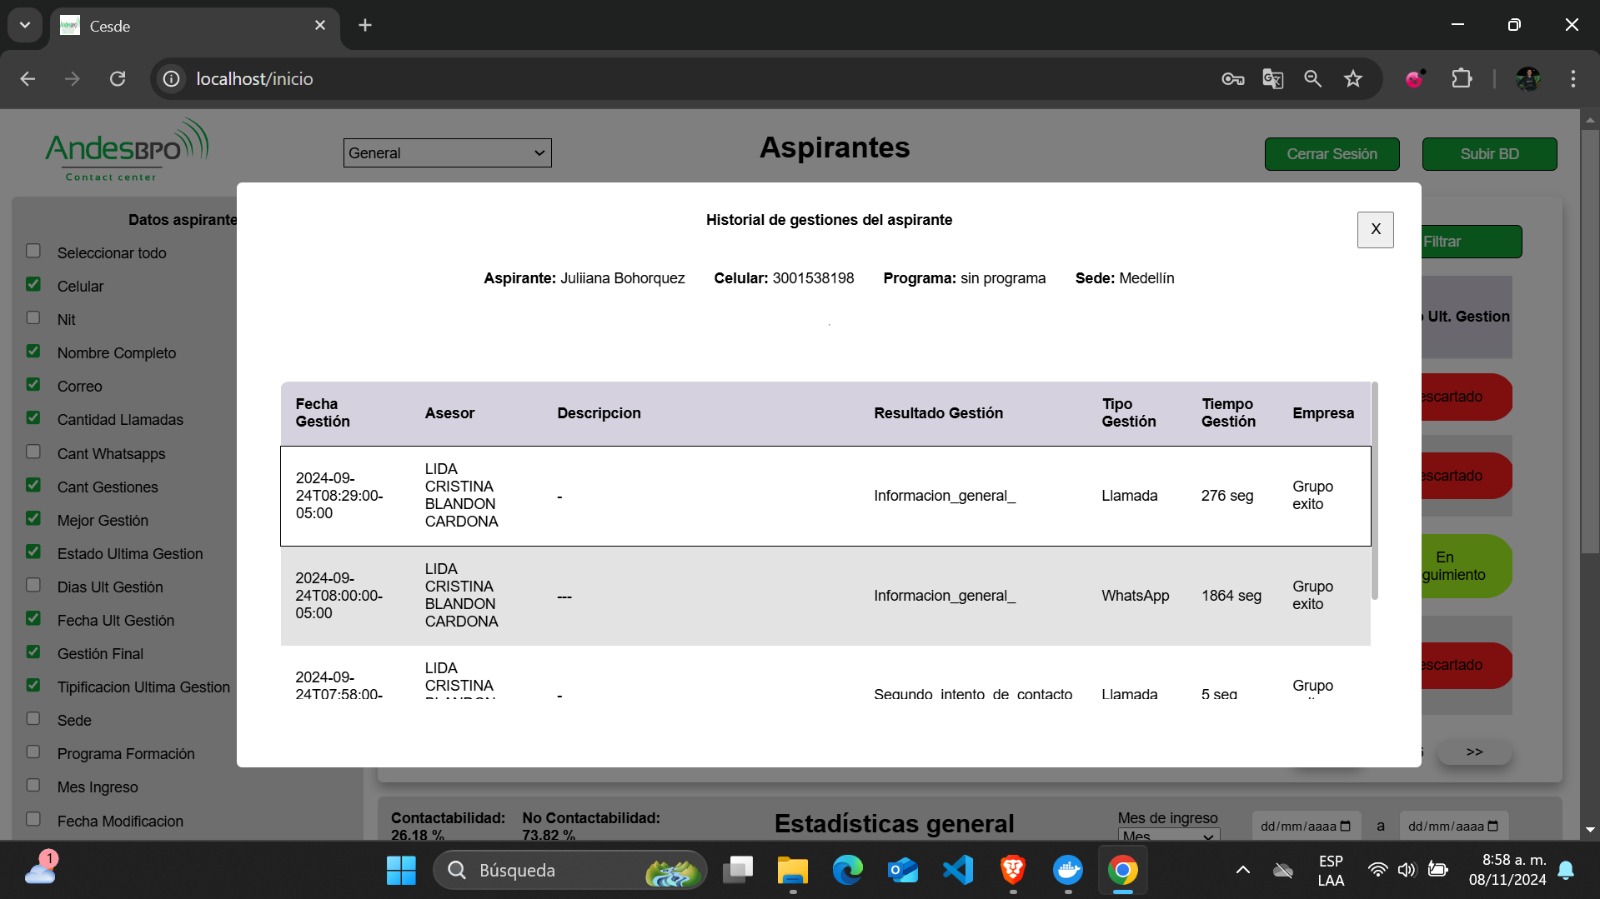 Cesde
localhost/inicio
AndesBPO
Contact center
General
Aspirantes
Cerrar Sesión
Subir BD
Datos aspirante
Seleccionar todo
Celular
Nit
Nombre Completo
Correo
Cantidad Llamadas
Cant Whatsapps
Cant Gestiones
Mejor Gestión
Estado Ultima Gestion
Dias Ult Gestión
Fecha Ult Gestión
Gestión Final
Tipificacion Ultima Gestion
Sede
Programa Formación
Mes Ingreso
Fecha Modificacion
Historial de gestiones del aspirante
X
Aspirante: Juliiana Bohorquez Celular: 3001538198 Programa: sin programa Sede: Medellín
Fecha Gestión Asesor Descripcion Resultado Gestión Tipo Gestión Tiempo Gestión Empresa
2024-09-24T08:29:00-05:00 LIDA CRISTINA BLANDON CARDONA - Informacion_general_ Llamada 276 seg Grupo exito
2024-09-24T08:00:00-05:00 LIDA CRISTINA BLANDON CARDONA --- Informacion_general_ WhatsApp 1864 seg Grupo exito
2024-09-24T07:58:00- LIDA CRISTINA BLANDON - Segundo_intento_de_contacto Llamada 5 seg Grupo
Filtrar
Ult. Gestion
escartado
escartado
En
guimiento
escartado
>>
Contactabilidad:
26.18 %
No Contactabilidad:
73.82 %
Estadísticas general
Mes de ingreso
Mes
dd/mm/aaaa a dd/mm/aaaa
1
Búsqueda
ESP
LAA
8:58 a. m.
08/11/2024